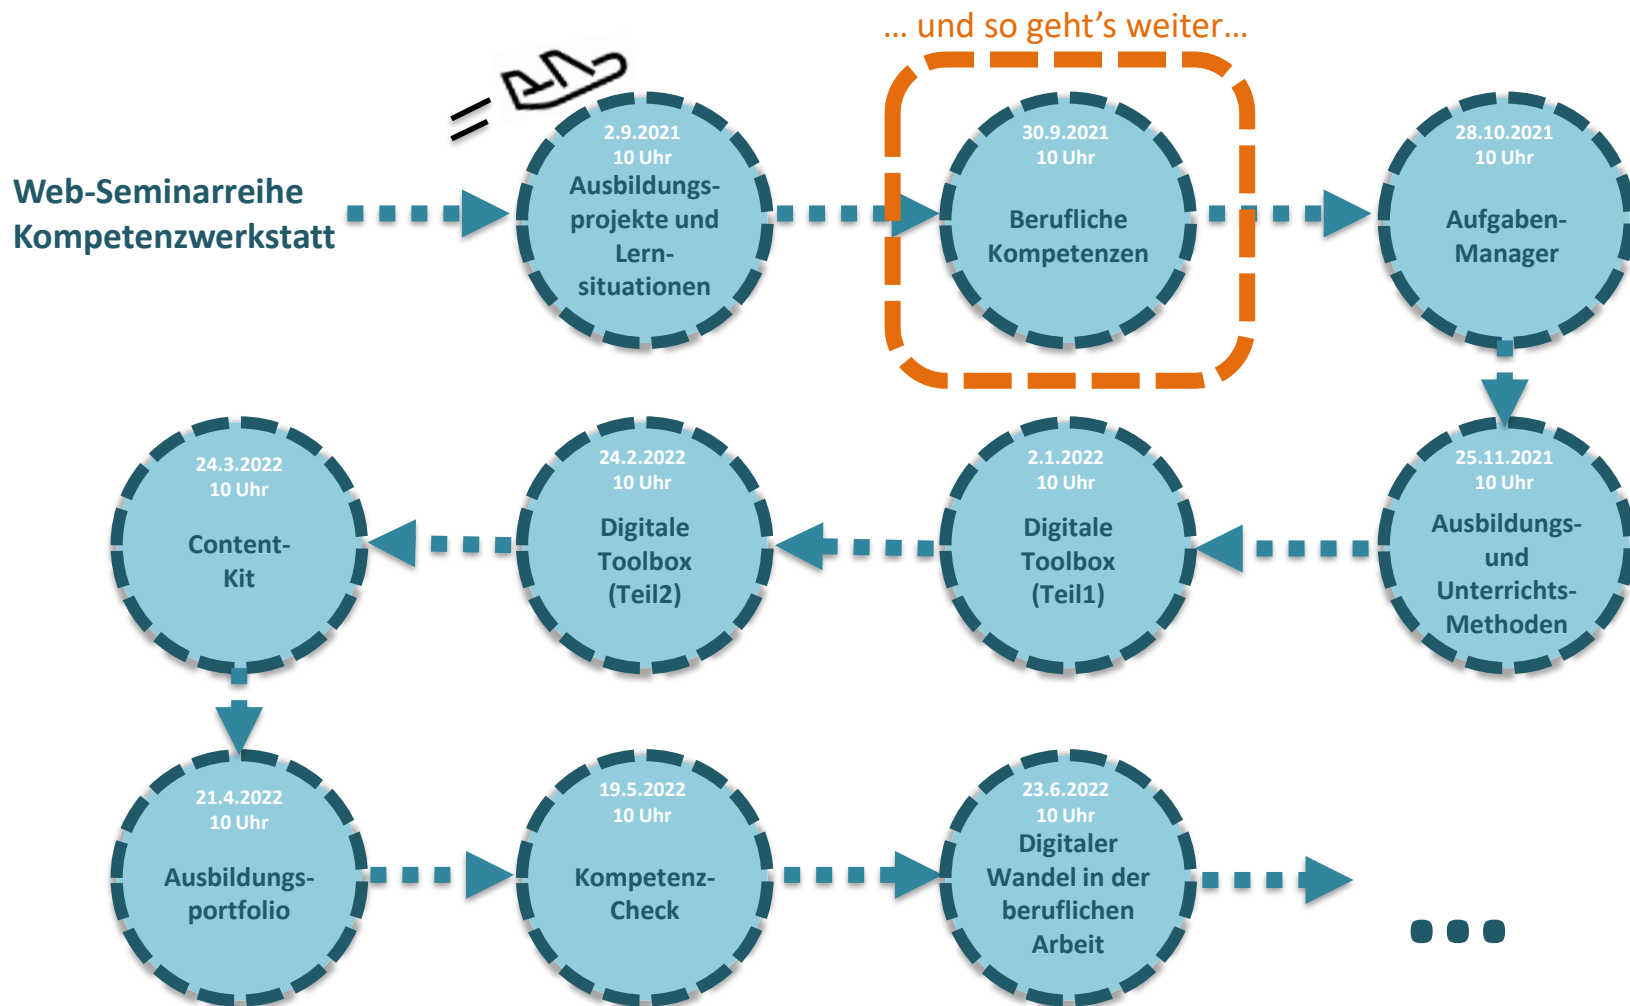 ... und so geht's weiter...
Web-Seminarreihe
Kompetenzwerkstatt
2.9.2021
10 Uhr
Ausbildungs-
projekte und
Lern-
situationen
30.9.2021
10 Uhr
Berufliche
Kompetenzen
28.10.2021
10 Uhr
Aufgaben-
Manager
25.11.2021
10 Uhr
Ausbildungs-
und
Unterrichts-
Methoden
2.1.2022
10 Uhr
Digitale
Toolbox
(Teil1)
24.2.2022
10 Uhr
Digitale
Toolbox
(Teil2)
24.3.2022
10 Uhr
Content-
Kit
21.4.2022
10 Uhr
Ausbildungs-
portfolio
19.5.2022
10 Uhr
Kompetenz-
Check
23.6.2022
10 Uhr
Digitaler
Wandel in der
beruflichen
Arbeit
...